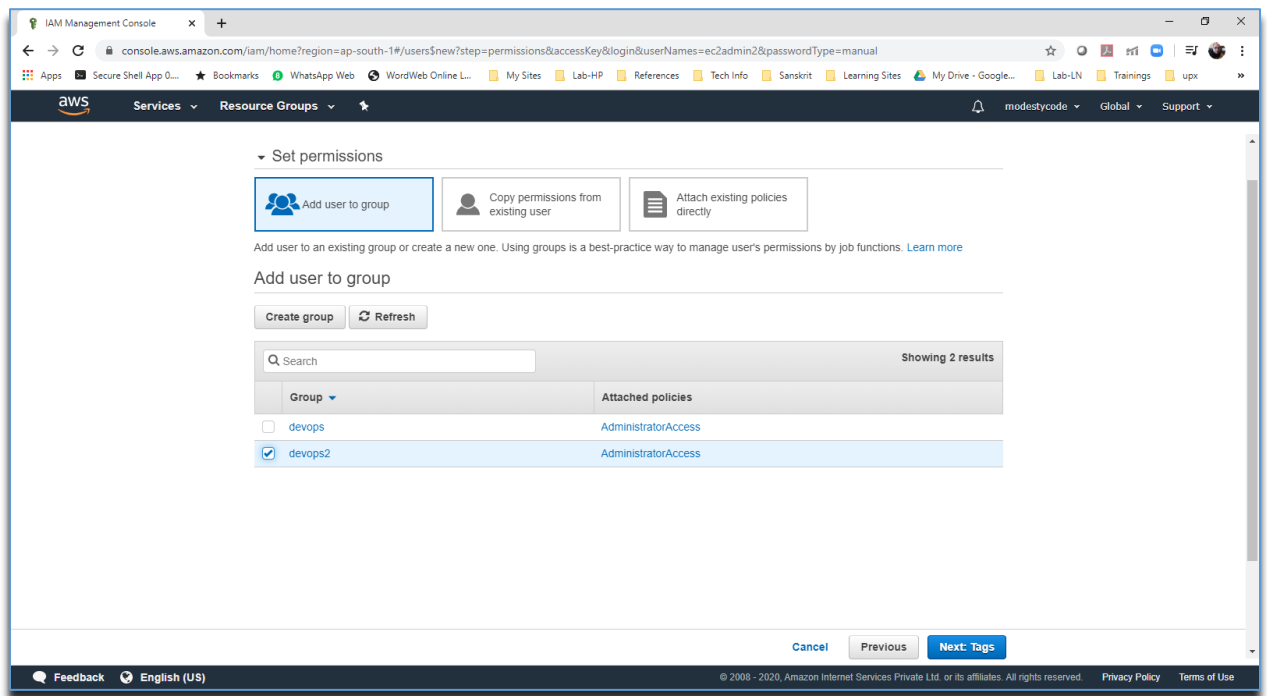 IAM Management Console
console.aws.amazon.com/iam/home?region=ap-south-1#/users$new?step=permissions&accessKey&login&userNames=ec2admin2&passwordType=manual
Apps Secure Shell App 0.... Bookmarks WhatsApp Web WordWeb Online L... My Sites Lab-HP References Tech Info Sanskrit Learning Sites My Drive - Google... Lab-LN Trainings upx »
aws Services Resource Groups modestycode Global Support
Set permissions
Add user to group
Copy permissions from
existing user
Attach existing policies
directly
Add user to an existing group or create a new one. Using groups is a best-practice way to manage user's permissions by job functions. Learn more
Add user to group
Create group Refresh
Search Showing 2 results
Group Attached policies
devops AdministratorAccess
devops2 AdministratorAccess
Cancel Previous Next: Tags
Feedback English (US) © 2008 - 2020, Amazon Internet Services Private Ltd. or its affiliates. All rights reserved. Privacy Policy Terms of Use